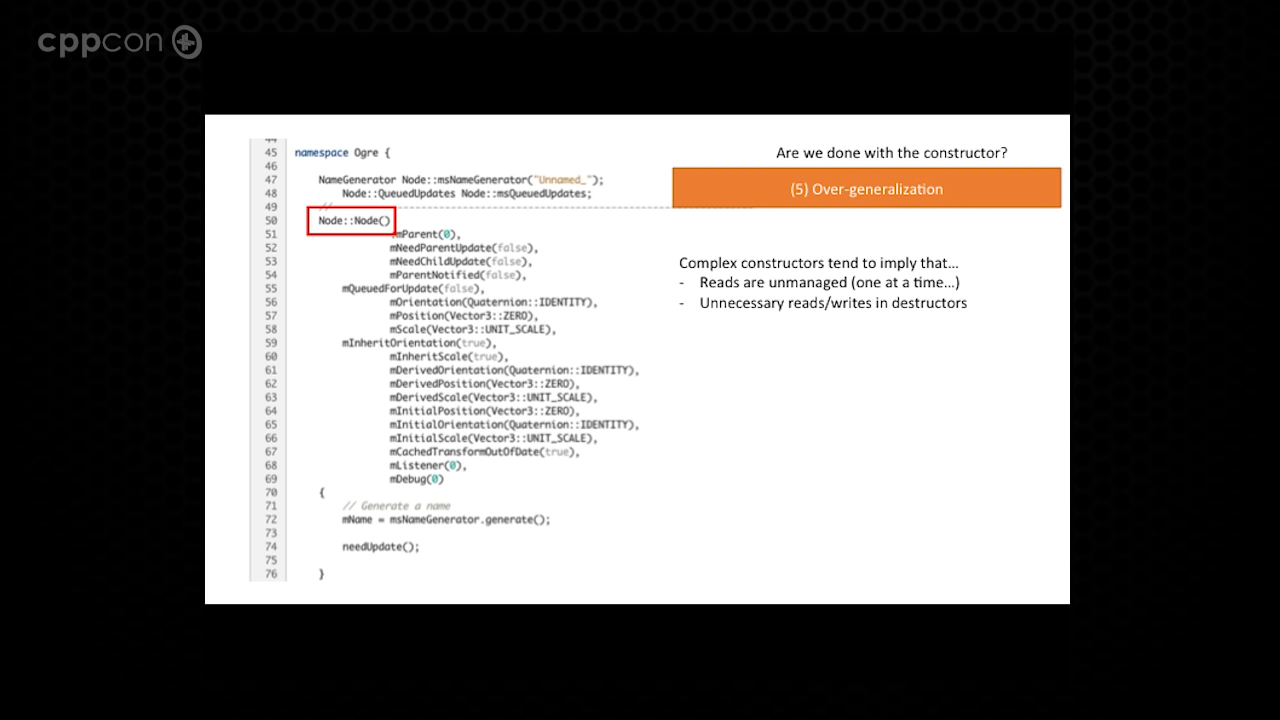 cppcon
44
45 namespace Ogre {
46
47 NameGenerator Node::msNameGenerator("Unnamed_");
48 Node::QueuedUpdates Node::msQueuedUpdates;
49 //-----------------------------------------------------------------------
50 Node::Node()
51 :mParent(0),
52 mNeedParentUpdate(false),
53 mNeedChildUpdate(false),
54 mParentNotified(false),
55 mQueuedForUpdate(false),
56 mOrientation(Quaternion::IDENTITY),
57 mPosition(Vector3::ZERO),
58 mScale(Vector3::UNIT_SCALE),
59 mInheritOrientation(true),
60 mInheritScale(true),
61 mDerivedOrientation(Quaternion::IDENTITY),
62 mDerivedPosition(Vector3::ZERO),
63 mDerivedScale(Vector3::UNIT_SCALE),
64 mInitialPosition(Vector3::ZERO),
65 mInitialOrientation(Quaternion::IDENTITY),
66 mInitialScale(Vector3::UNIT_SCALE),
67 mCachedTransformOutOfDate(true),
68 mListener(0),
69 mDebug(0)
70 {
71 // Generate a name
72 mName = msNameGenerator.generate();
73
74 needUpdate();
75
76 }
Are we done with the constructor?
(5) Over-generalization
Complex constructors tend to imply that...
- Reads are unmanaged (one at a time...)
- Unnecessary reads/writes in destructors